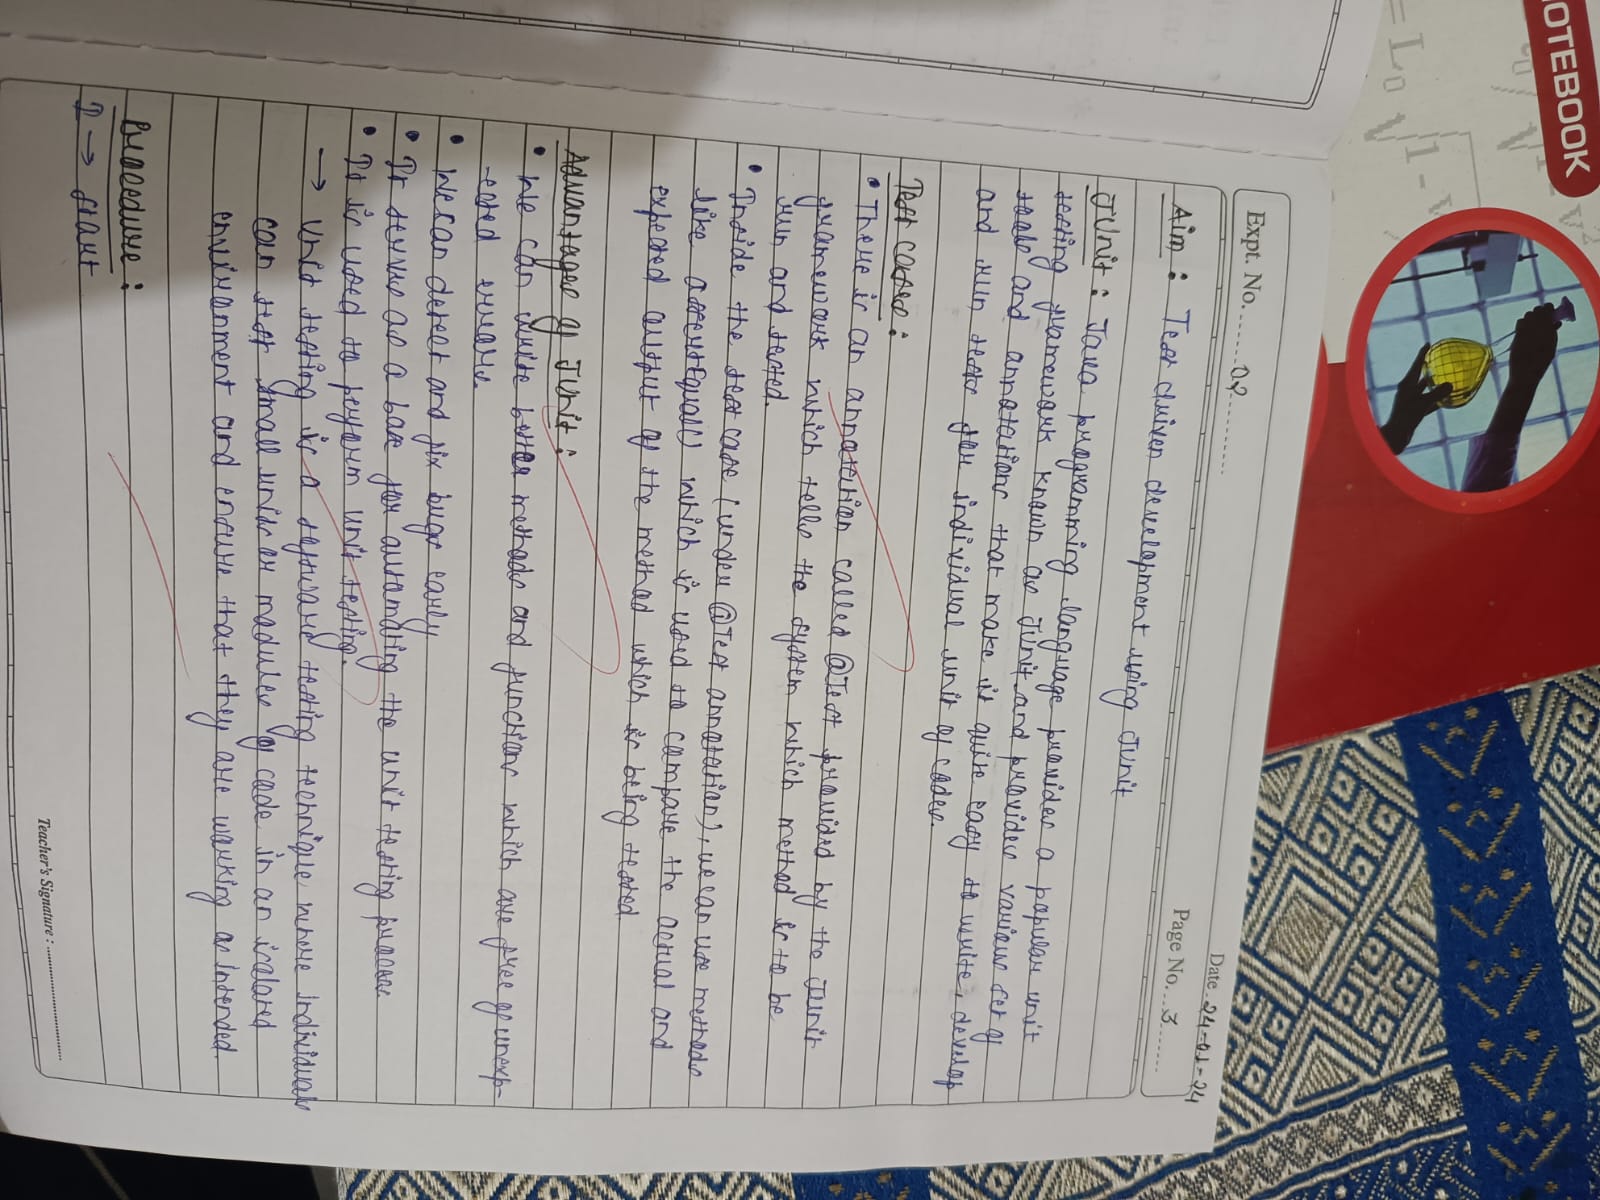 NOTEBOOK
Expt. No. 02
Date 24-01-24
Page No. 3
Aim : Test driven development using Junit
JUnit : Java programming language provides a popular unit
testing framework known as Junit and provides various set of
tools and annotations that make it quite easy to write, develop
and run tests for individual unit of codes.
Test cases :
• There is an annotation called @Test provided by the Junit
framework which tells the system which method is to be
run and tested.
• Inside the test case (under @Test annotation), we can use methods
like assertEquals() which is used to compare the actual and
expected output of the method which is being tested
Advantages of JUnit :
• We can write better methods and functions which are free of unexp-
-ected errors.
• We can detect and fix bugs early
• It serves as a base for automating the unit testing process
• It is used to perform unit testing.
→ Unit testing is a software testing technique where individuals
can test small units or modules of code in an isolated
environment and ensure that they are working as intended.
Procedure :
I → start
Teacher's Signature :